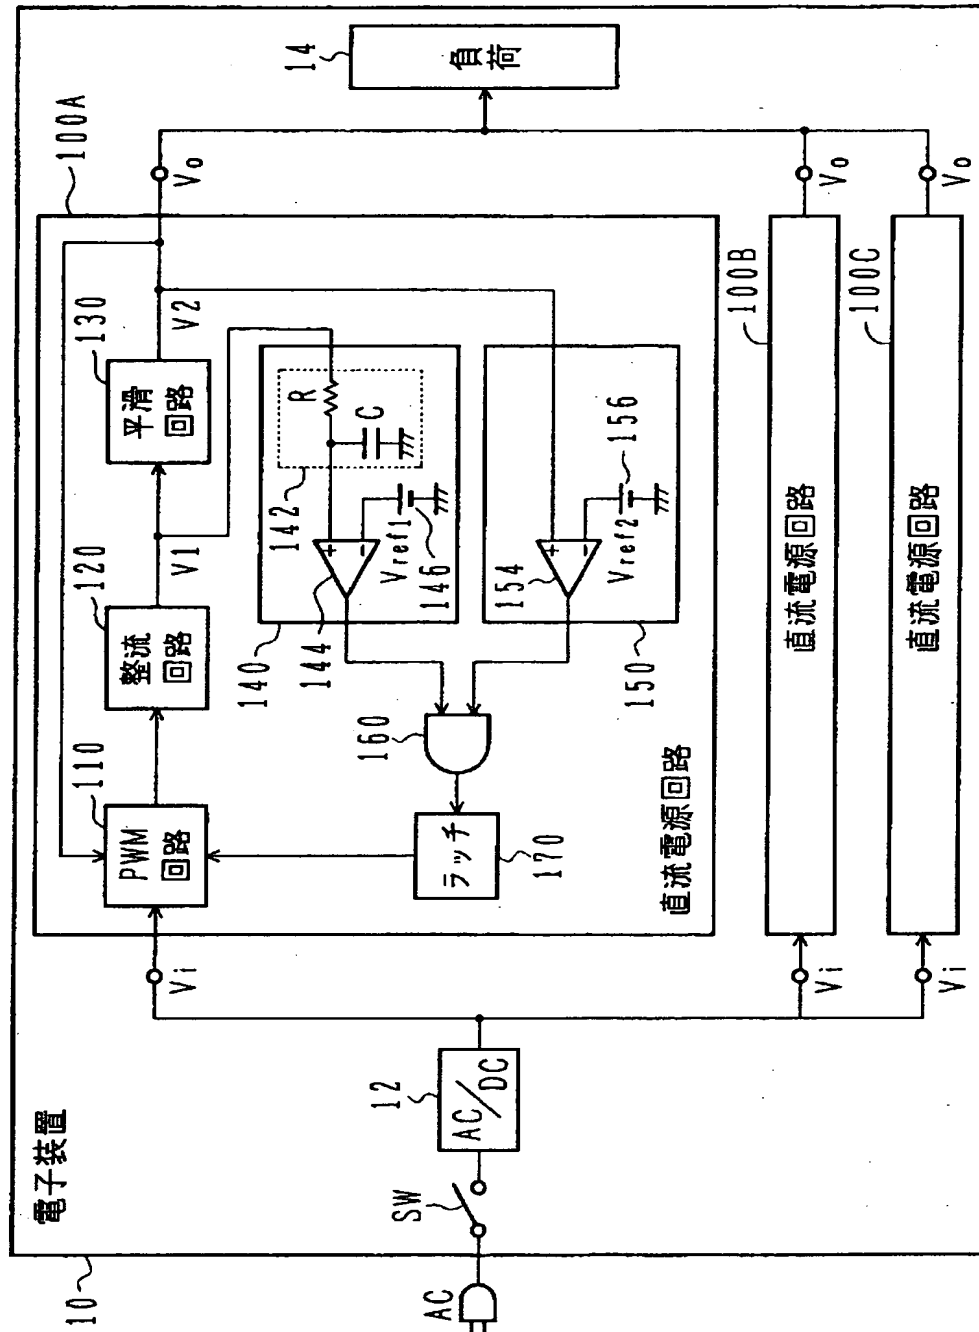 電子装置
10
AC
SW
12
AC/DC
Vi
Vi
Vi
100A
110
PWM
回路
120
整流
回路
V1
130
平滑
回路
V2
Vo
14
負荷
140
142
R
C
144
Vref1
146
150
154
Vref2
156
160
ラッチ
170
直流電源回路
100B
直流電源回路
Vo
100C
直流電源回路
Vo